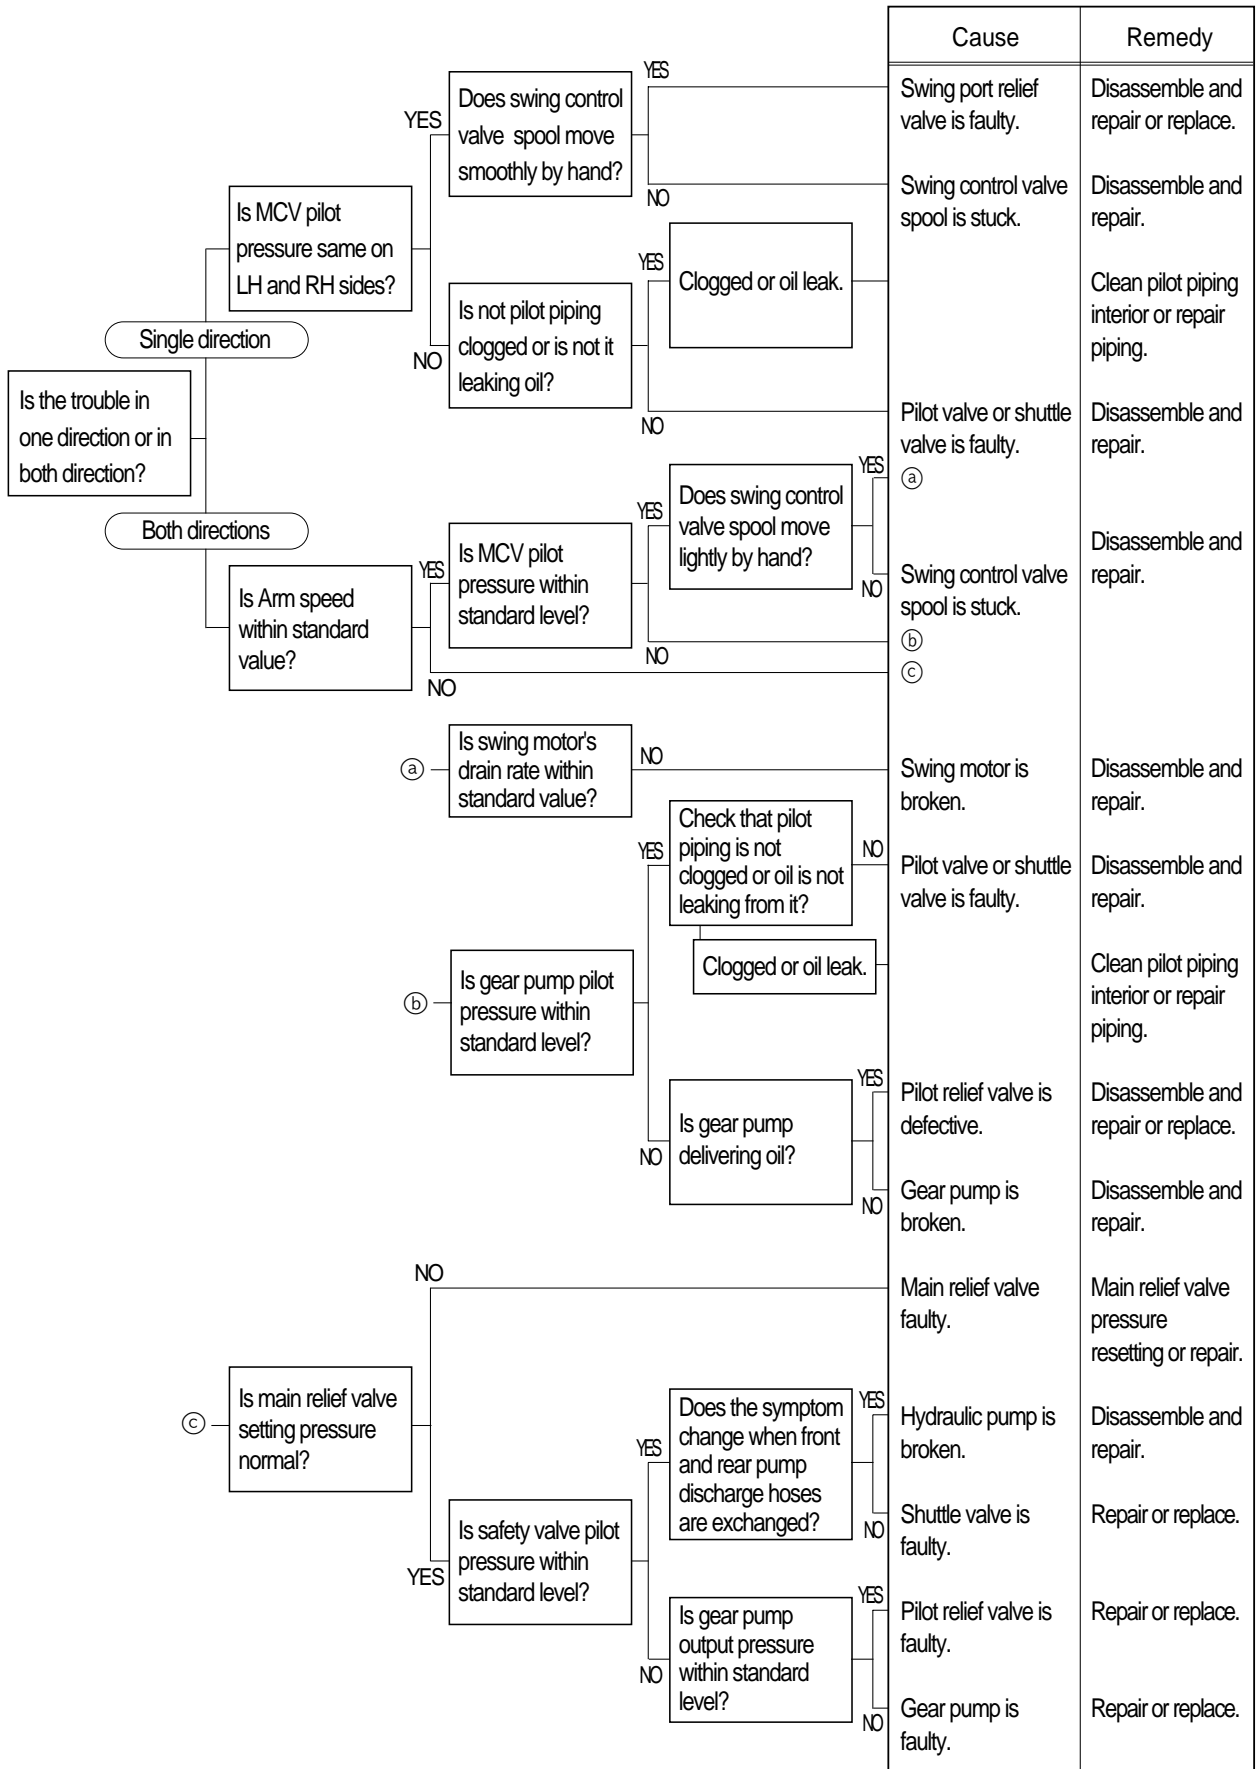 Cause
Remedy
Is the trouble in
one direction or in
both direction?
Single direction
Is MCV pilot
pressure same on
LH and RH sides?
YES
Does swing control
valve spool move
smoothly by hand?
YES
Swing port relief
valve is faulty.
Disassemble and
repair or replace.
NO
Swing control valve
spool is stuck.
Disassemble and
repair.
NO
Is not pilot piping
clogged or is not it
leaking oil?
YES
Clogged or oil leak.
Clean pilot piping
interior or repair
piping.
NO
Pilot valve or shuttle
valve is faulty.
Disassemble and
repair.
Both directions
Is Arm speed
within standard
value?
YES
Is MCV pilot
pressure within
standard level?
YES
Does swing control
valve spool move
lightly by hand?
YES
ⓐ
NO
Swing control valve
spool is stuck.
Disassemble and
repair.
NO
ⓑ
NO
ⓒ
ⓐ
Is swing motor's
drain rate within
standard value?
NO
Swing motor is
broken.
Disassemble and
repair.
ⓑ
Is gear pump pilot
pressure within
standard level?
YES
Check that pilot
piping is not
clogged or oil is not
leaking from it?
NO
Pilot valve or shuttle
valve is faulty.
Disassemble and
repair.
Clogged or oil leak.
Clean pilot piping
interior or repair
piping.
NO
Is gear pump
delivering oil?
YES
Pilot relief valve is
defective.
Disassemble and
repair or replace.
NO
Gear pump is
broken.
Disassemble and
repair.
ⓒ
Is main relief valve
setting pressure
normal?
NO
Main relief valve
faulty.
Main relief valve
pressure
resetting or repair.
YES
Is safety valve pilot
pressure within
standard level?
YES
Does the symptom
change when front
and rear pump
discharge hoses
are exchanged?
YES
Hydraulic pump is
broken.
Disassemble and
repair.
NO
Shuttle valve is
faulty.
Repair or replace.
NO
Is gear pump
output pressure
within standard
level?
YES
Pilot relief valve is
faulty.
Repair or replace.
NO
Gear pump is
faulty.
Repair or replace.